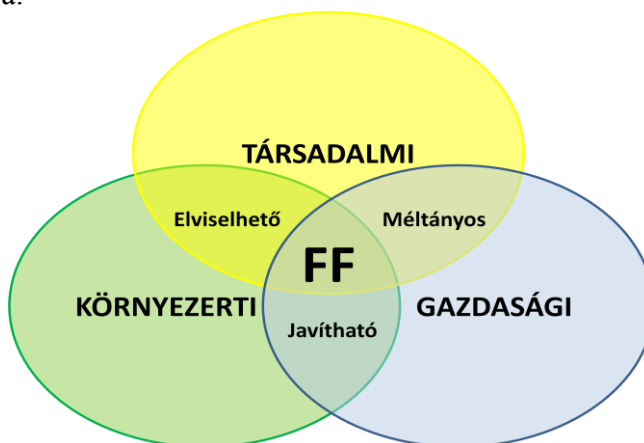 a.
TÁRSADALMI
Elviselhető
Méltányos
FF
KÖRNYEZERTI
GAZDASÁGI
Javítható